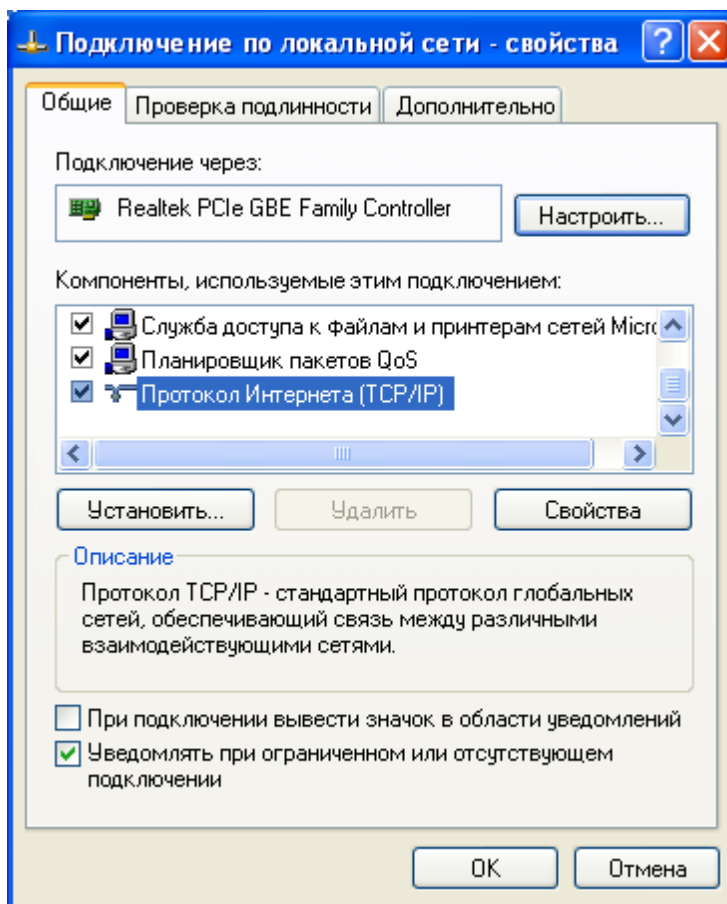 Подключение по локальной сети - свойства
Общие
Проверка подлинности
Дополнительно
Подключение через:
Realtek PCIe GBE Family Controller
Настроить...
Компоненты, используемые этим подключением:
Служба доступа к файлам и принтерам сетей Micro
Планировщик пакетов QoS
Протокол Интернета (TCP/IP)
Установить...
Удалить
Свойства
Описание
Протокол TCP/IP - стандартный протокол глобальных
сетей, обеспечивающий связь между различными
взаимодействующими сетями.
При подключении вывести значок в области уведомлений
Уведомлять при ограниченном или отсутствующем
подключении
OK
Отмена